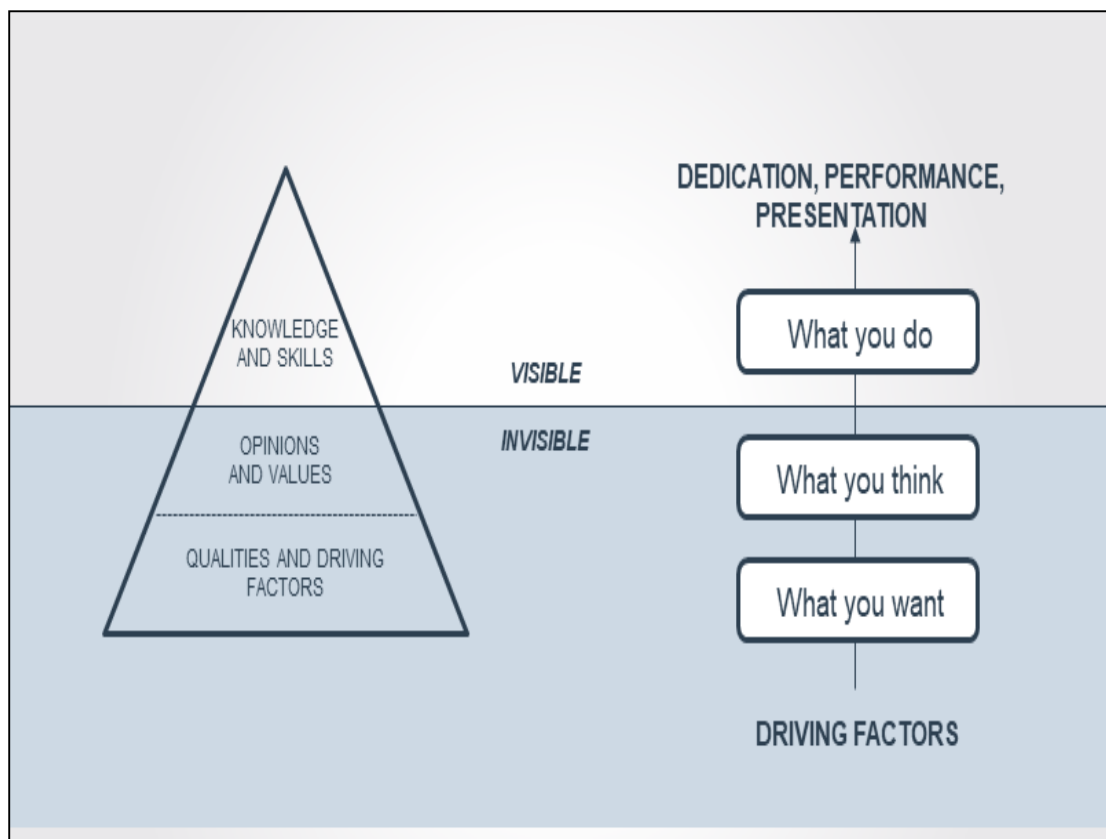 DEDICATION, PERFORMANCE,
PRESENTATION
KNOWLEDGE
AND SKILLS
What you do
VISIBLE
INVISIBLE
OPINIONS
AND VALUES
What you think
QUALITIES AND DRIVING
FACTORS
What you want
DRIVING FACTORS